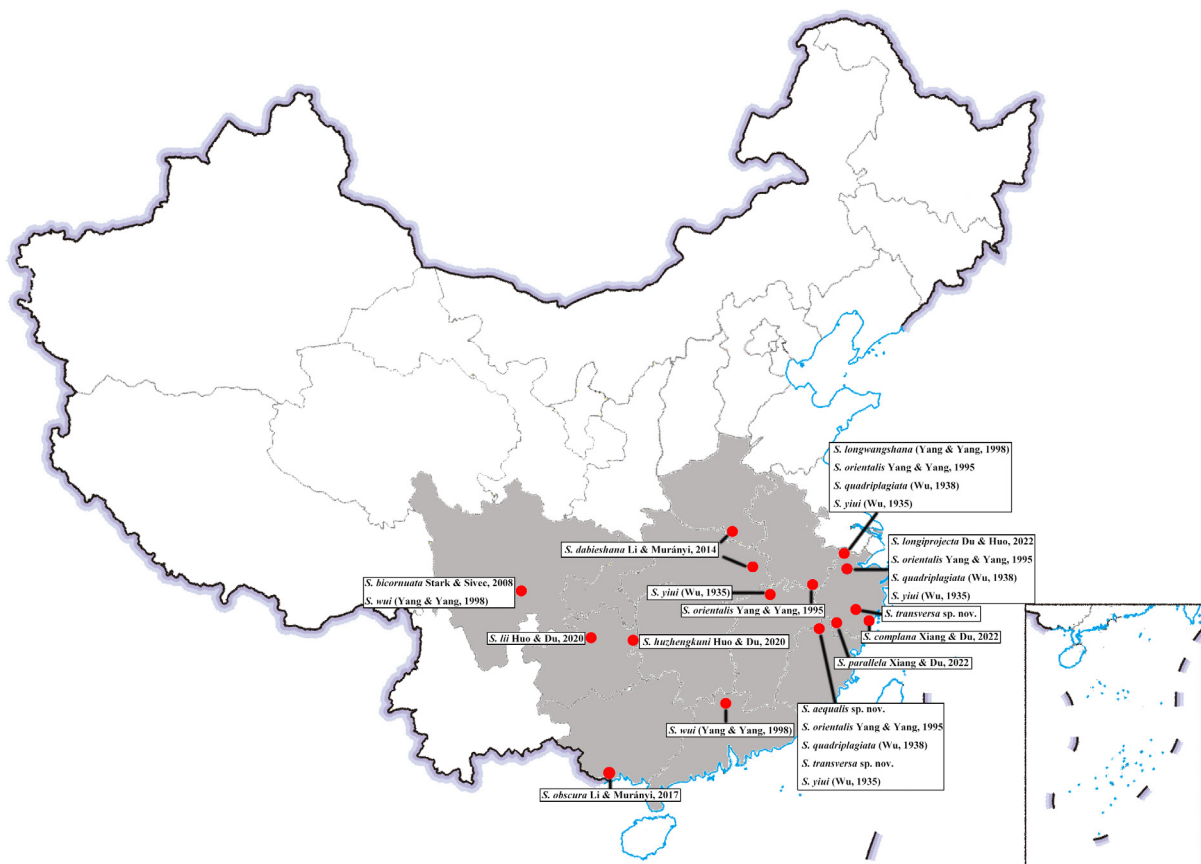 S. longwangshana (Yang & Yang, 1998)
S. orientalis Yang & Yang, 1995
S. quadriplagiata (Wu, 1938)
S. yiui (Wu, 1935)
S. longiprojecta Du & Huo, 2022
S. orientalis Yang & Yang, 1995
S. quadriplagiata (Wu, 1938)
S. yiui (Wu, 1935)
S. dabieshana Li & Murányi, 2014
S. bicornuata Stark & Sivec, 2008
S. wui (Yang & Yang, 1998)
S. yiui (Wu, 1935)
S. orientalis Yang & Yang, 1995
S. transversa sp. nov.
S. lii Huo & Du, 2020
S. huzhengkuni Huo & Du, 2020
S. complana Xiang & Du, 2022
S. parallela Xiang & Du, 2022
S. wui (Yang & Yang, 1998)
S. aequalis sp. nov.
S. orientalis Yang & Yang, 1995
S. quadriplagiata (Wu, 1938)
S. transversa sp. nov.
S. yiui (Wu, 1935)
S. obscura Li & Murányi, 2017